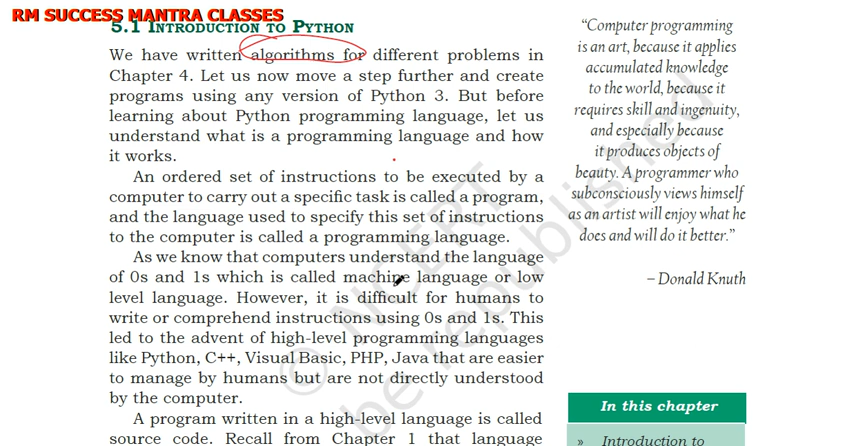 RM SUCCESS MANTRA CLASSES
5.1 INTRODUCTION TO PYTHON
We have written algorithms for different problems in
Chapter 4. Let us now move a step further and create
programs using any version of Python 3. But before
learning about Python programming language, let us
understand what is a programming language and how
it works.
An ordered set of instructions to be executed by a
computer to carry out a specific task is called a program,
and the language used to specify this set of instructions
to the computer is called a programming language.
As we know that computers understand the language
of 0s and 1s which is called machine language or low
level language. However, it is difficult for humans to
write or comprehend instructions using 0s and 1s. This
led to the advent of high-level programming languages
like Python, C++, Visual Basic, PHP, Java that are easier
to manage by humans but are not directly understood
by the computer.
A program written in a high-level language is called
source code. Recall from Chapter 1 that language
“Computer programming
is an art, because it applies
accumulated knowledge
to the world, because it
requires skill and ingenuity,
and especially because
it produces objects of
beauty. A programmer who
subconsciously views himself
as an artist will enjoy what he
does and will do it better.”
– Donald Knuth
In this chapter
» Introduction to
© NCERT
be republished